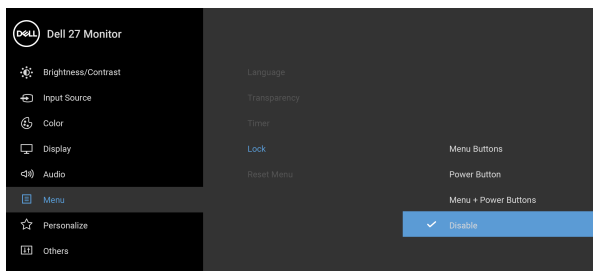 DELL
Dell 27 Monitor
Brightness/Contrast
Input Source
Color
Display
Audio
Menu
Personalize
Others
Language
Transparency
Timer
Lock
Reset Menu
Menu Buttons
Power Button
Menu + Power Buttons
Disable